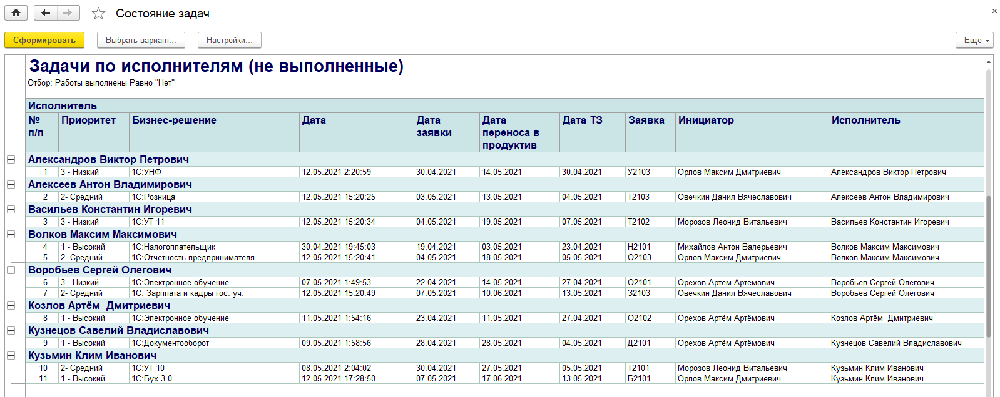 Состояние задач
Сформировать Выбрать вариант... Настройки... Еще
Задачи по исполнителям (не выполненные)
Отбор: Работы выполнены Равно "Нет"
Исполнитель
№ п/п Приоритет Бизнес-решение Дата Дата заявки Дата переноса в продуктив Дата ТЗ Заявка Инициатор Исполнитель
Александров Виктор Петрович
1 3 - Низкий 1С:УНФ 12.05.2021 2:20:59 30.04.2021 14.05.2021 30.04.2021 У2103 Орлов Максим Дмитриевич Александров Виктор Петрович
Алексеев Антон Владимирович
2 2- Средний 1С:Розница 12.05.2021 15:20:25 03.05.2021 13.05.2021 04.05.2021 Т2103 Овечкин Данил Вячеславович Алексеев Антон Владимирович
Васильев Константин Игоревич
3 3 - Низкий 1С:УТ 11 12.05.2021 15:20:34 04.05.2021 19.05.2021 07.05.2021 Т2102 Морозов Леонид Витальевич Васильев Константин Игоревич
Волков Максим Максимович
4 1 - Высокий 1С:Налогоплательщик 30.04.2021 19:45:03 19.04.2021 03.05.2021 23.04.2021 Н2101 Михайлов Антон Валерьевич Волков Максим Максимович
5 2- Средний 1С:Отчетность предпринимателя 12.05.2021 15:20:41 04.05.2021 18.05.2021 05.05.2021 О2103 Орлов Максим Дмитриевич Волков Максим Максимович
Воробьев Сергей Олегович
6 3 - Низкий 1С:Электронное обучение 07.05.2021 1:49:53 22.04.2021 14.05.2021 27.04.2021 О2101 Орехов Артём Артёмович Воробьев Сергей Олегович
7 2- Средний 1С: Зарплата и кадры гос. уч. 12.05.2021 15:20:49 07.05.2021 10.06.2021 13.05.2021 З2103 Овечкин Данил Вячеславович Воробьев Сергей Олегович
Козлов Артём  Дмитриевич
8 1 - Высокий 1С:Электронное обучение 11.05.2021 1:54:16 23.04.2021 11.05.2021 27.04.2021 О2102 Орехов Артём Артёмович Козлов Артём  Дмитриевич
Кузнецов Савелий Владиславович
9 1 - Высокий 1С:Документооборот 09.05.2021 1:58:56 28.04.2021 28.05.2021 04.05.2021 Д2101 Орехов Артём Артёмович Кузнецов Савелий Владиславович
Кузьмин Клим Иванович
10 2- Средний 1С:УТ 10 08.05.2021 2:04:02 30.04.2021 27.05.2021 05.05.2021 Т2101 Морозов Леонид Витальевич Кузьмин Клим Иванович
11 1 - Высокий 1С:Бух 3.0 12.05.2021 17:28:50 07.05.2021 17.06.2021 13.05.2021 Б2101 Орлов Максим Дмитриевич Кузьмин Клим Иванович